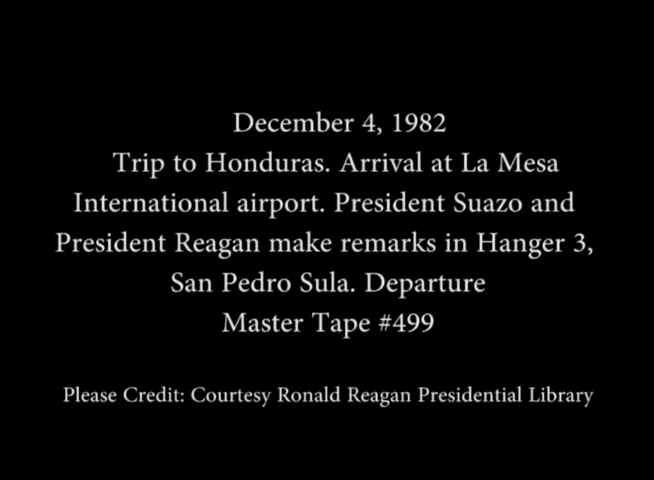 December 4, 1982
Trip to Honduras. Arrival at La Mesa
International airport. President Suazo and
President Reagan make remarks in Hanger 3,
San Pedro Sula. Departure
Master Tape #499
Please Credit: Courtesy Ronald Reagan Presidential Library